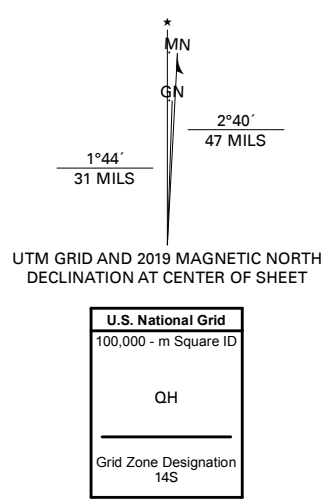 ★
MN
GN
2°40´
47 MILS
1°44´
31 MILS
UTM GRID AND 2019 MAGNETIC NORTH
DECLINATION AT CENTER OF SHEET
U.S. National Grid
100,000 - m Square ID
QH
Grid Zone Designation
14S